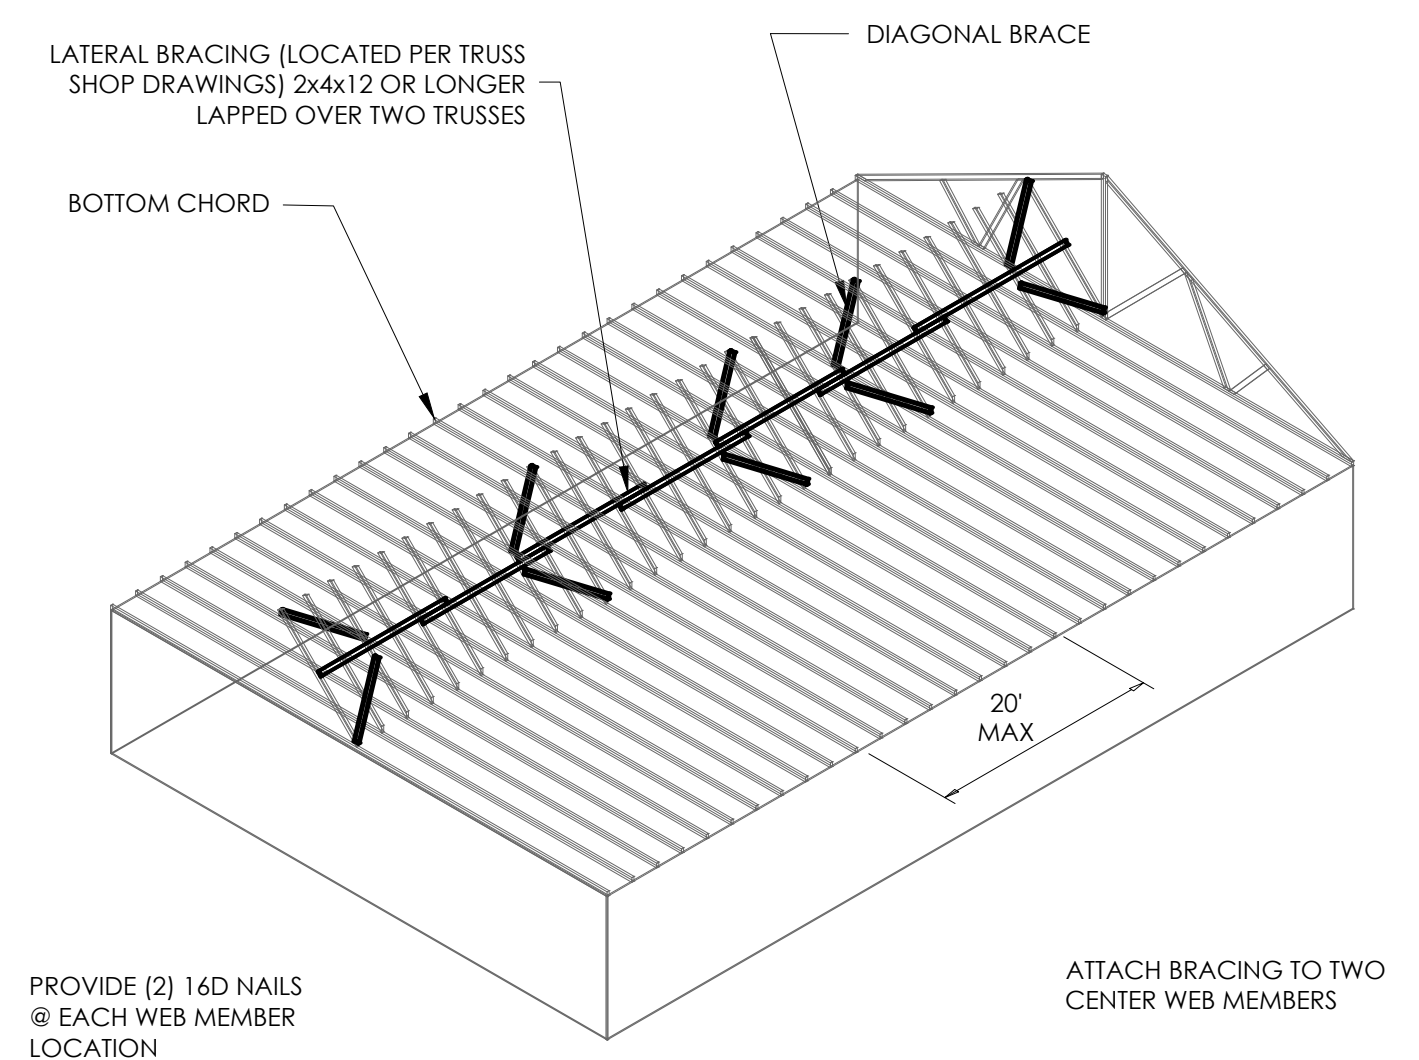 DIAGONAL BRACE
LATERAL BRACING (LOCATED PER TRUSS
SHOP DRAWINGS) 2x4x12 OR LONGER
LAPPED OVER TWO TRUSSES
BOTTOM CHORD
20'
MAX
PROVIDE (2) 16D NAILS
@ EACH WEB MEMBER
LOCATION
ATTACH BRACING TO TWO
CENTER WEB MEMBERS